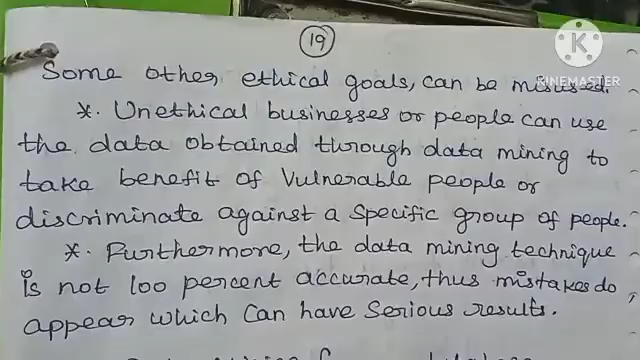 19
KINEMASTER
Some other, ethical goals, can be misused.
*. Unethical businesses or people can use
the data obtained through data mining to
take benefit of vulnerable people or
discriminate against a specific group of people.
*. Furthermore, the data mining technique
is not 100 percent accurate, thus mistakes do
appear which can have serious results.